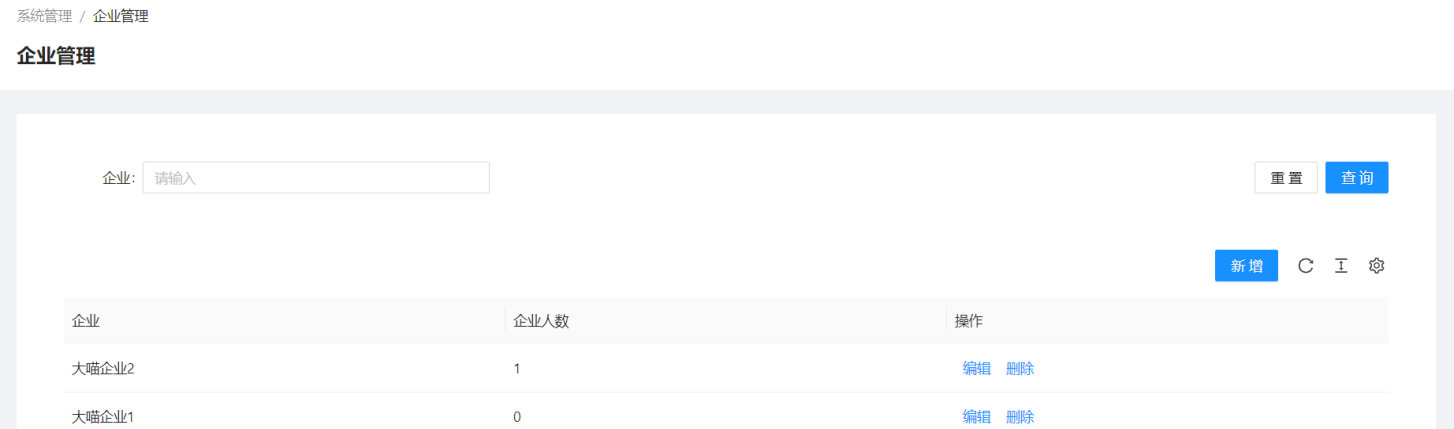 系统管理 / 企业管理
企业管理
企业: 请输入 重置 查询
新增
企业 企业人数 操作
大喵企业2 1 编辑 删除
大喵企业1 0 编辑 删除